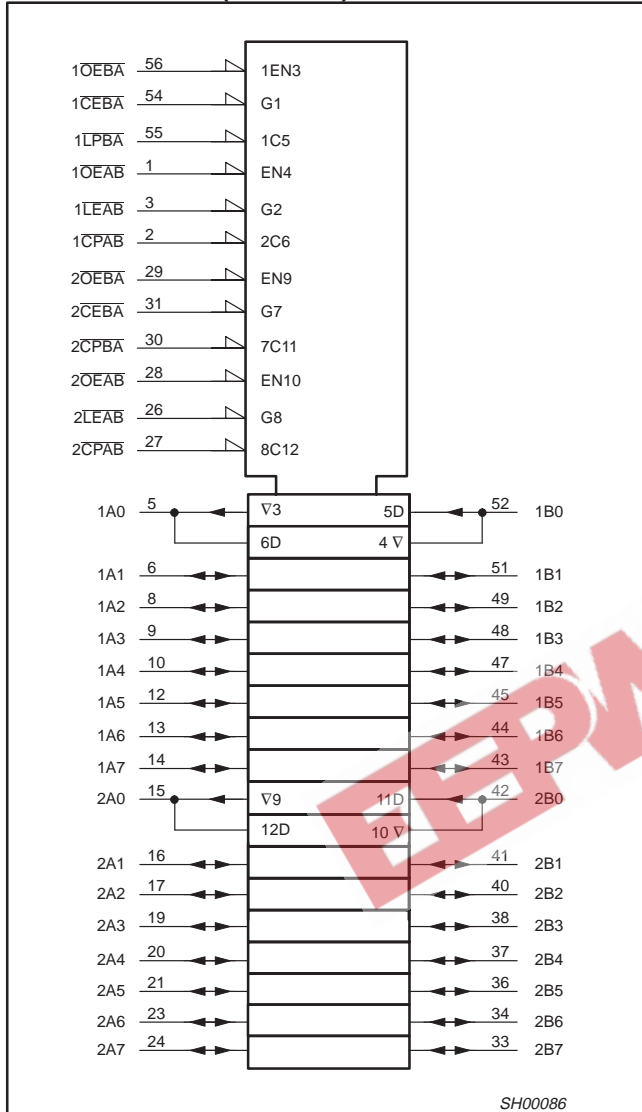 1OEBA 56 1EN3
1CEBA 54 G1
1LPBA 55 1C5
1OEAB 1 EN4
1LEAB 3 G2
1CPAB 2 2C6
2OEBA 29 EN9
2CEBA 31 G7
2CPBA 30 7C11
2OEAB 28 EN10
2LEAB 26 G8
2CPAB 27 8C12
1A0 5 ∇3 5D 52 1B0
6D 4 ∇
1A1 6 51 1B1
1A2 8 49 1B2
1A3 9 48 1B3
1A4 10 47 1B4
1A5 12 45 1B5
1A6 13 44 1B6
1A7 14 43 1B7
2A0 15 ∇9 11D 42 2B0
12D 10 ∇
2A1 16 41 2B1
2A2 17 40 2B2
2A3 19 38 2B3
2A4 20 37 2B4
2A5 21 36 2B5
2A6 23 34 2B6
2A7 24 33 2B7
SH00086